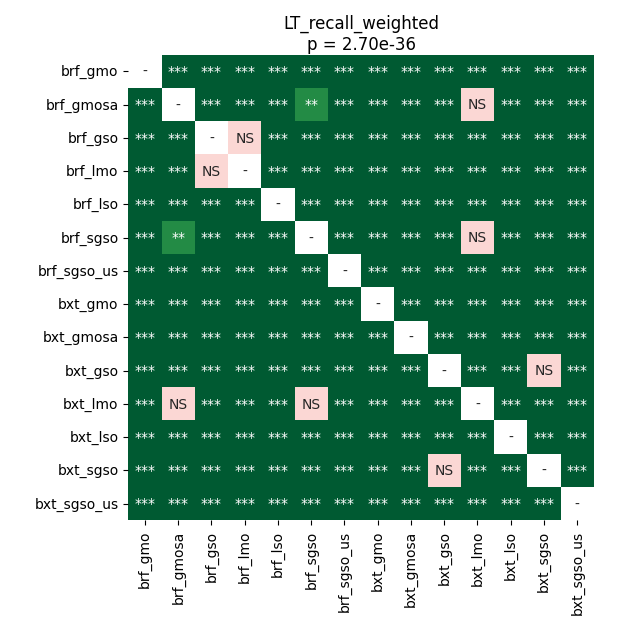 LT_recall_weighted
p = 2.70e-36
brf_gmo - *** *** *** *** *** *** *** *** *** *** *** *** ***
brf_gmosa *** - *** *** *** ** *** *** *** *** NS *** *** ***
brf_gso *** *** - NS *** *** *** *** *** *** *** *** *** ***
brf_lmo *** *** NS - *** *** *** *** *** *** *** *** *** ***
brf_lso *** *** *** *** - *** *** *** *** *** *** *** *** ***
brf_sgso *** ** *** *** *** - *** *** *** *** NS *** *** ***
brf_sgso_us *** *** *** *** *** *** - *** *** *** *** *** *** ***
bxt_gmo *** *** *** *** *** *** *** - *** *** *** *** *** ***
bxt_gmosa *** *** *** *** *** *** *** *** - *** *** *** *** ***
bxt_gso *** *** *** *** *** *** *** *** *** - *** *** NS ***
bxt_lmo *** NS *** *** *** NS *** *** *** *** - *** *** ***
bxt_lso *** *** *** *** *** *** *** *** *** *** *** - *** ***
bxt_sgso *** *** *** *** *** *** *** *** *** NS *** *** - ***
bxt_sgso_us *** *** *** *** *** *** *** *** *** *** *** *** *** -
brf_gmo
brf_gmosa
brf_gso
brf_lmo
brf_lso
brf_sgso
brf_sgso_us
bxt_gmo
bxt_gmosa
bxt_gso
bxt_lmo
bxt_lso
bxt_sgso
bxt_sgso_us